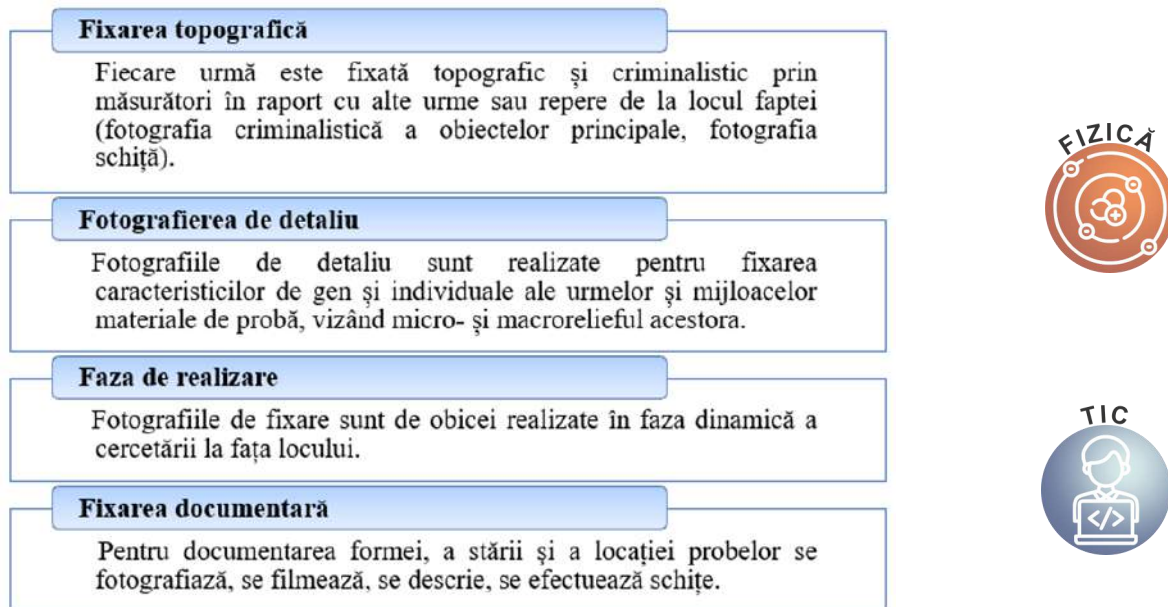 Fixarea topografică
Fiecare urmă este fixată topografic și criminalistic prin
măsurători în raport cu alte urme sau repere de la locul faptei
(fotografia criminalistică a obiectelor principale, fotografia
schiță).
FIZICĂ
Fotografierea de detaliu
Fotografiile de detaliu sunt realizate pentru fixarea
caracteristicilor de gen și individuale ale urmelor și mijloacelor
materiale de probă, vizând micro- și macrorelieful acestora.
Faza de realizare
Fotografiile de fixare sunt de obicei realizate în faza dinamică a
cercetării la fața locului.
TIC
</>
Fixarea documentară
Pentru documentarea formei, a stării și a locației probelor se
fotografiază, se filmează, se descrie, se efectuează schițe.